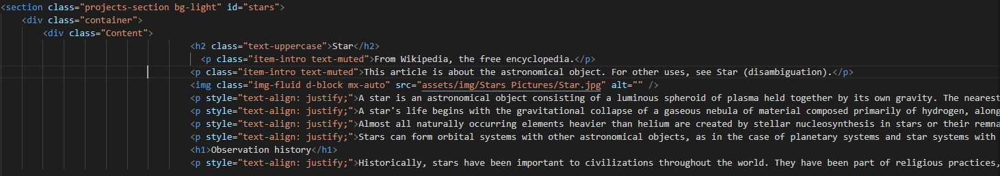 <section class="projects-section bg-light" id="stars">
<div class="container">
<div class="Content">
<h2 class="text-uppercase">Star</h2>
<p class="item-intro text-muted">From Wikipedia, the free encyclopedia.</p>
<p class="item-intro text-muted">This article is about the astronomical object. For other uses, see Star (disambiguation).</p>
<img class="img-fluid d-block mx-auto" src="assets/img/Stars Pictures/Star.jpg" alt="" />
<p style="text-align: justify;">A star is an astronomical object consisting of a luminous spheroid of plasma held together by its own gravity. The nearest
<p style="text-align: justify;">A star's life begins with the gravitational collapse of a gaseous nebula of material composed primarily of hydrogen, along
<p style="text-align: justify;">Almost all naturally occurring elements heavier than helium are created by stellar nucleosynthesis in stars or their remna
<p style="text-align: justify;">Stars can form orbital systems with other astronomical objects, as in the case of planetary systems and star systems with
<h1>Observation history</h1>
<p style="text-align: justify;">Historically, stars have been important to civilizations throughout the world. They have been part of religious practices,